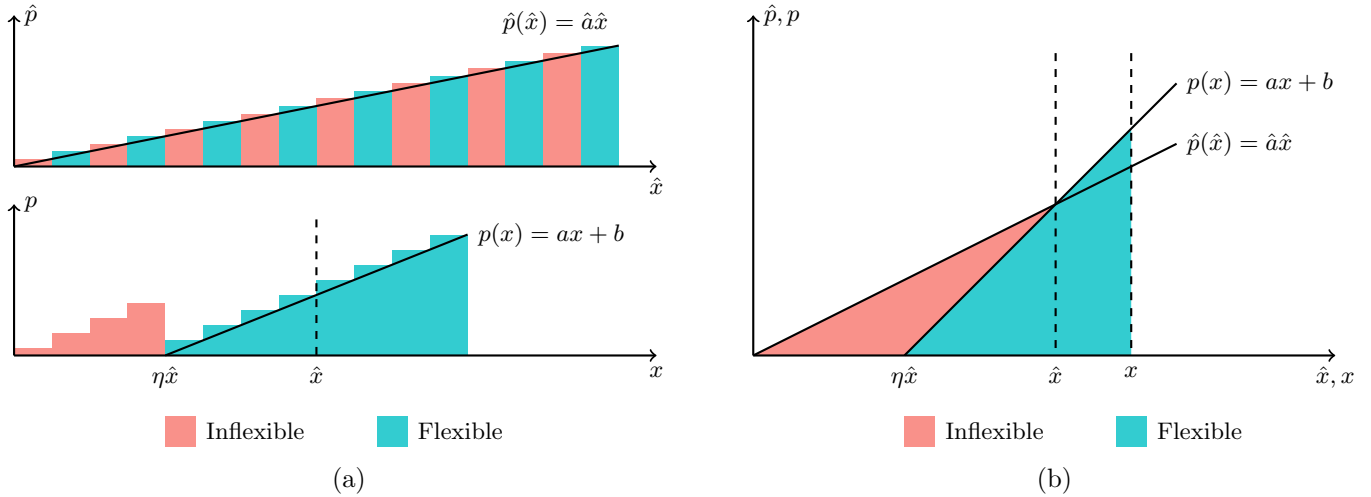 p̂
p̂(x̂) = âx̂
x̂
p
p(x) = ax + b
ηx̂
x̂
x
Inflexible
Flexible
(a)
p̂, p
p(x) = ax + b
p̂(x̂) = âx̂
ηx̂
x̂
x
x̂, x
Inflexible
Flexible
(b)